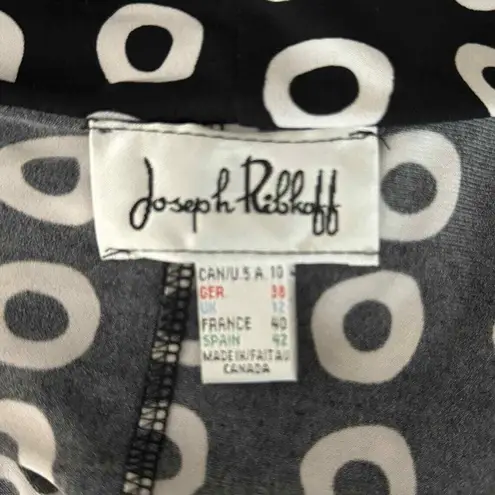 Joseph Ribkoff
CAN/U.S.A. 10
GER. 38
UK 12
FRANCE 40
SPAIN 42
MADE IN/FAIT AU
CANADA